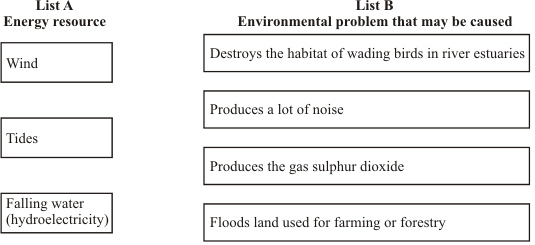 List A
Energy resource
List B
Environmental problem that may be caused
Wind
Tides
Falling water
(hydroelectricity)
Destroys the habitat of wading birds in river estuaries
Produces a lot of noise
Produces the gas sulphur dioxide
Floods land used for farming or forestry